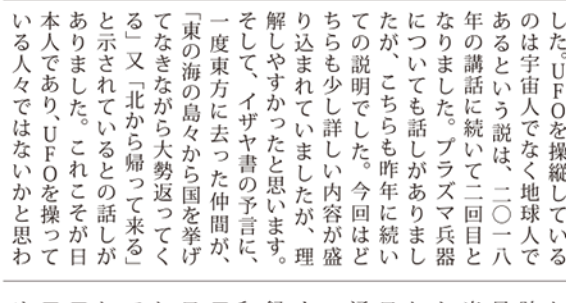 した。UFOを操縦している
のは宇宙人でなく地球人で
あるという説は、二〇一八
年の講話に続いて二回目と
なりました。プラズマ兵器
についても話しがありまし
たが、こちらも昨年に続い
ての説明でした。今回はど
ちらも少し詳しい内容が盛
り込まれていましたが、理
解しやすかったと思います。
そして、イザヤ書の予言に、
一度東方に去った仲間が、
「東の海の島々から国を挙げ
てなきながら大勢返ってく
る」又「北から帰って来る」
と示されているとの話しが
ありました。これこそが日
本人であり、UFOを操って
いる人々ではないかと思わ